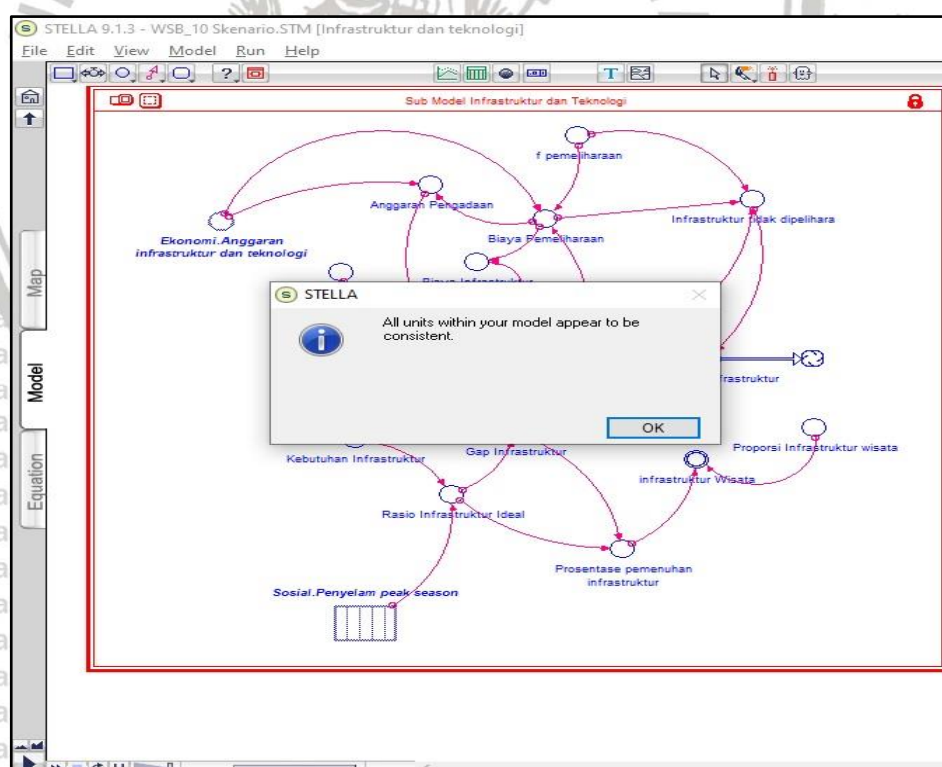 STELLA 9.1.3 - WSB_10 Skenario.STM [Infrastruktur dan teknologi]
File Edit View Model Run Help
Sub Model Infrastruktur dan Teknologi
f pemeliharaan
Anggaran Pengadaan
Infrastruktur tidak dipelihara
Ekonomi.Anggaran
infrastruktur dan teknologi
Biaya Pemeliharaan
Biaya Infrastruktur
STELLA
All units within your model appear to be
consistent.
OK
Kebutuhan Infrastruktur
Gap Infrastruktur
Proporsi Infrastruktur wisata
infrastruktur Wisata
Rasio Infrastruktur Ideal
Prosentase pemenuhan
infrastruktur
Sosial.Penyelam peak season
Map
Model
Equation